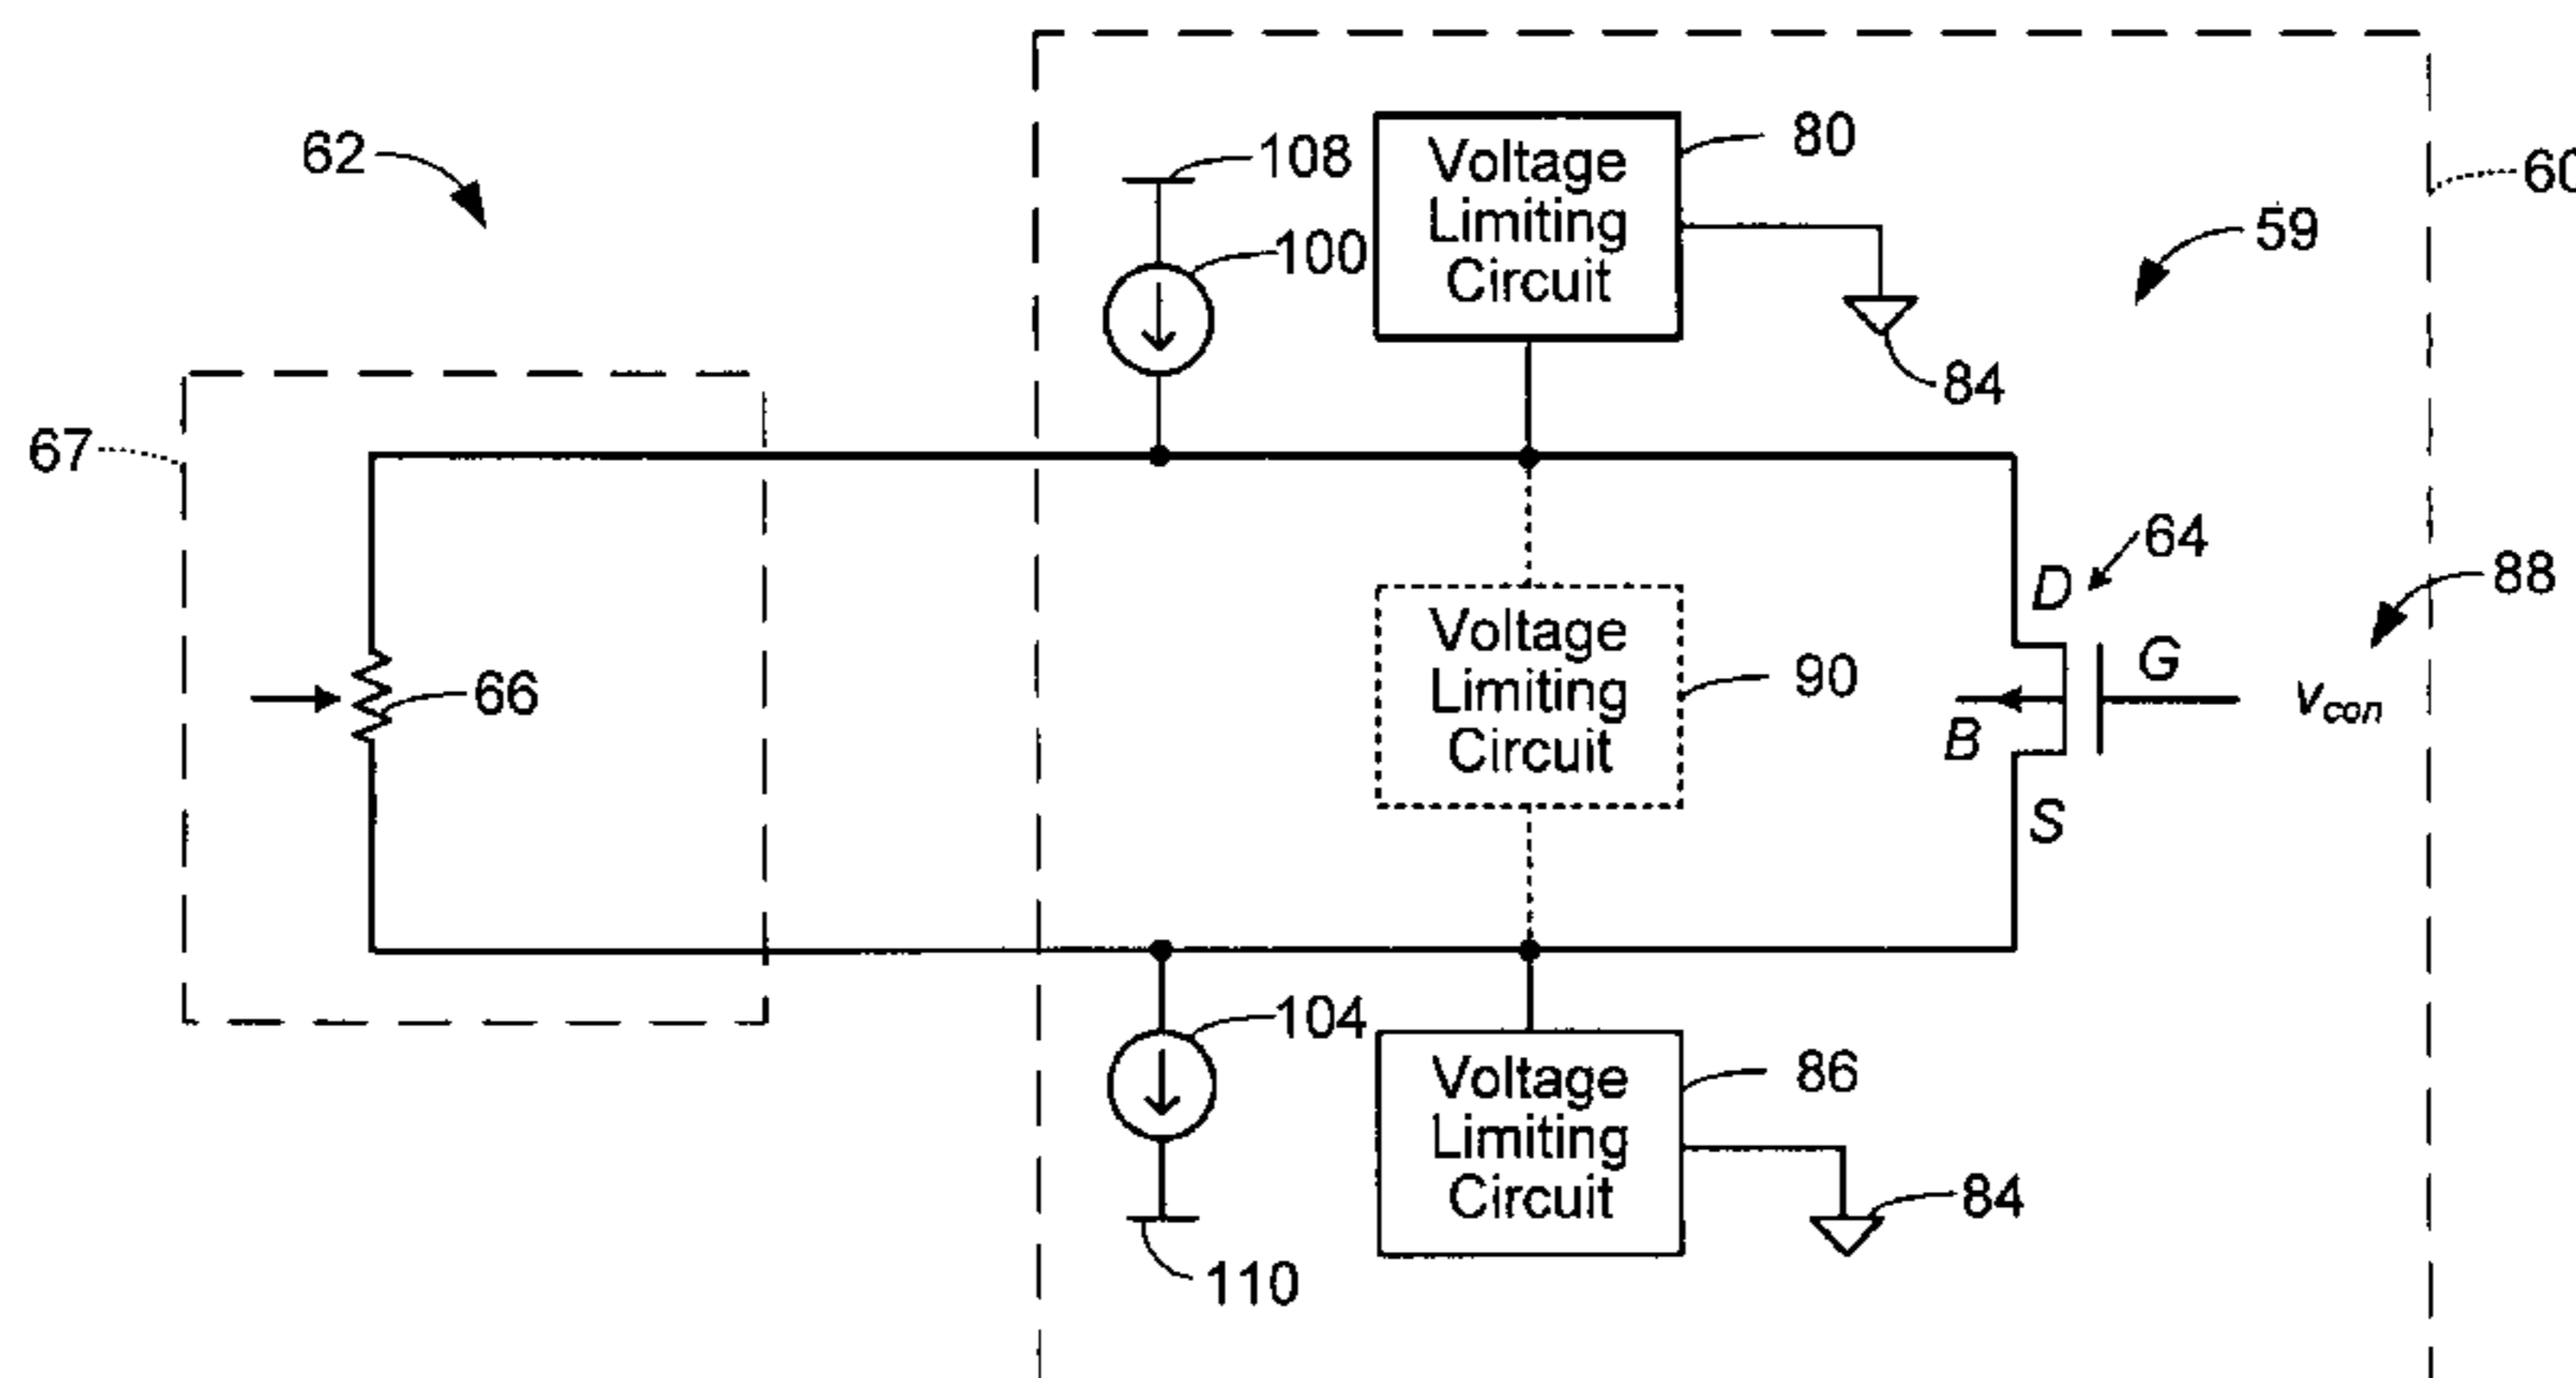 62
108
100
Voltage
Limiting
Circuit
80
60
59
84
67
66
Voltage
Limiting
Circuit
90
D
64
G
B
S
88
Vcon
104
110
Voltage
Limiting
Circuit
86
84